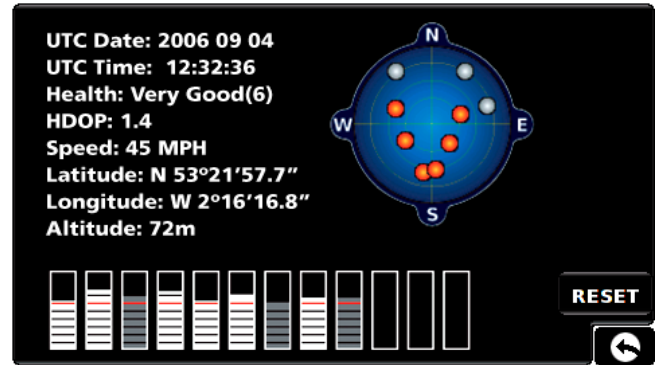 UTC Date: 2006 09 04
UTC Time: 12:32:36
Health: Very Good(6)
HDOP: 1.4
Speed: 45 MPH
Latitude: N 53º21’57.7”
Longitude: W 2º16’16.8”
Altitude: 72m
N
W
E
S
RESET